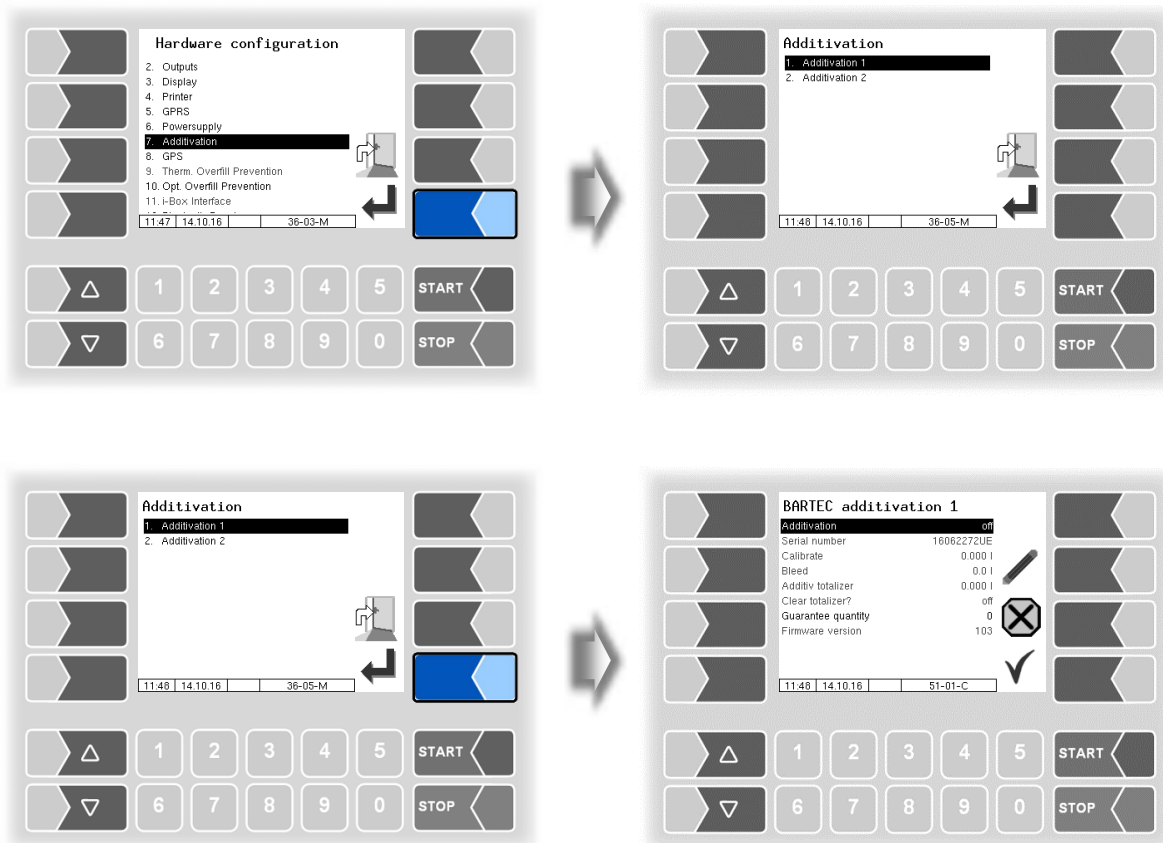 Hardware configuration
2. Outputs
3. Display
4. Printer
5. GPRS
6. Powersupply
7. Additivation
8. GPS
9. Therm. Overfill Prevention
10. Opt. Overfill Prevention
11. i-Box Interface
11:47 14.10.16 36-03-M
1 2 3 4 5 START
6 7 8 9 0 STOP
Additivation
1. Additivation 1
2. Additivation 2
11:48 14.10.16 36-05-M
1 2 3 4 5 START
6 7 8 9 0 STOP
Additivation
1. Additivation 1
2. Additivation 2
11:48 14.10.16 36-05-M
1 2 3 4 5 START
6 7 8 9 0 STOP
BARTEC additivation 1
Additivation off
Serial number 16062272UE
Calibrate 0.000 l
Bleed 0.0 l
Additiv totalizer 0.000 l
Clear totalizer? off
Guarantee quantity 0
Firmware version 103
11:48 14.10.16 51-01-C
1 2 3 4 5 START
6 7 8 9 0 STOP